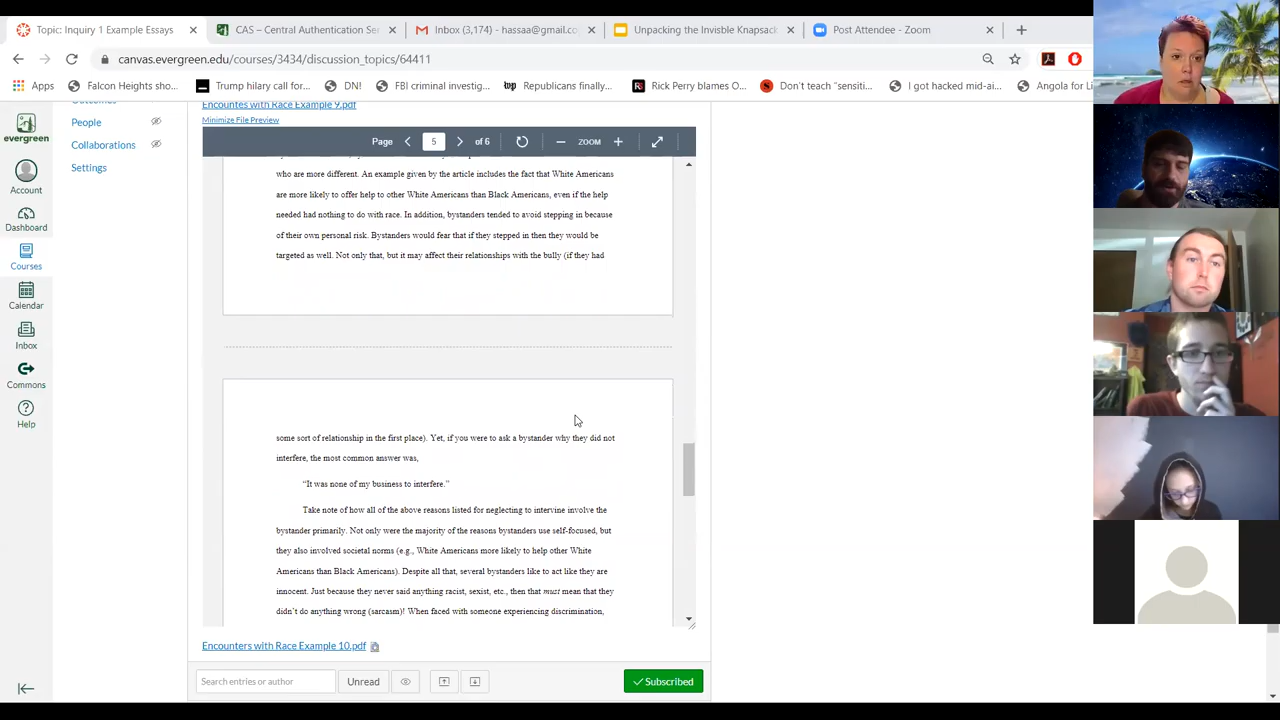 Topic: Inquiry 1 Example Essays
CAS – Central Authentication Ser
Inbox (3,174) - hassaa@gmail.co
Unpacking the Invisble Knapsack
Post Attendee - Zoom
canvas.evergreen.edu/courses/3434/discussion_topics/64411
Apps
Falcon Heights sho...
Trump hilary call for...
DN!
FBI criminal investig...
Republicans finally...
Rick Perry blames O...
Don't teach "sensiti...
I got hacked mid-ai...
Angola for Li
evergreen
Account
Dashboard
Courses
Calendar
Inbox
Commons
Help
People
Collaborations
Settings
Encountes with Race Example 9.pdf
Minimize File Preview
Page 5 of 6 ZOOM
who are more different. An example given by the article includes the fact that White Americans
are more likely to offer help to other White Americans than Black Americans, even if the help
needed had nothing to do with race. In addition, bystanders tended to avoid stepping in because
of their own personal risk. Bystanders would fear that if they stepped in then they would be
targeted as well. Not only that, but it may affect their relationships with the bully (if they had
some sort of relationship in the first place). Yet, if you were to ask a bystander why they did not
interfere, the most common answer was,
“It was none of my business to interfere.”
Take note of how all of the above reasons listed for neglecting to intervine involve the
bystander primarily. Not only were the majority of the reasons bystanders use self-focused, but
they also involved societal norms (e.g., White Americans more likely to help other White
Americans than Black Americans). Despite all that, several bystanders like to act like they are
innocent. Just because they never said anything racist, sexist, etc., then that must mean that they
didn’t do anything wrong (sarcasm)! When faced with someone experiencing discrimination,
Encounters with Race Example 10.pdf
Search entries or author
Unread
Subscribed